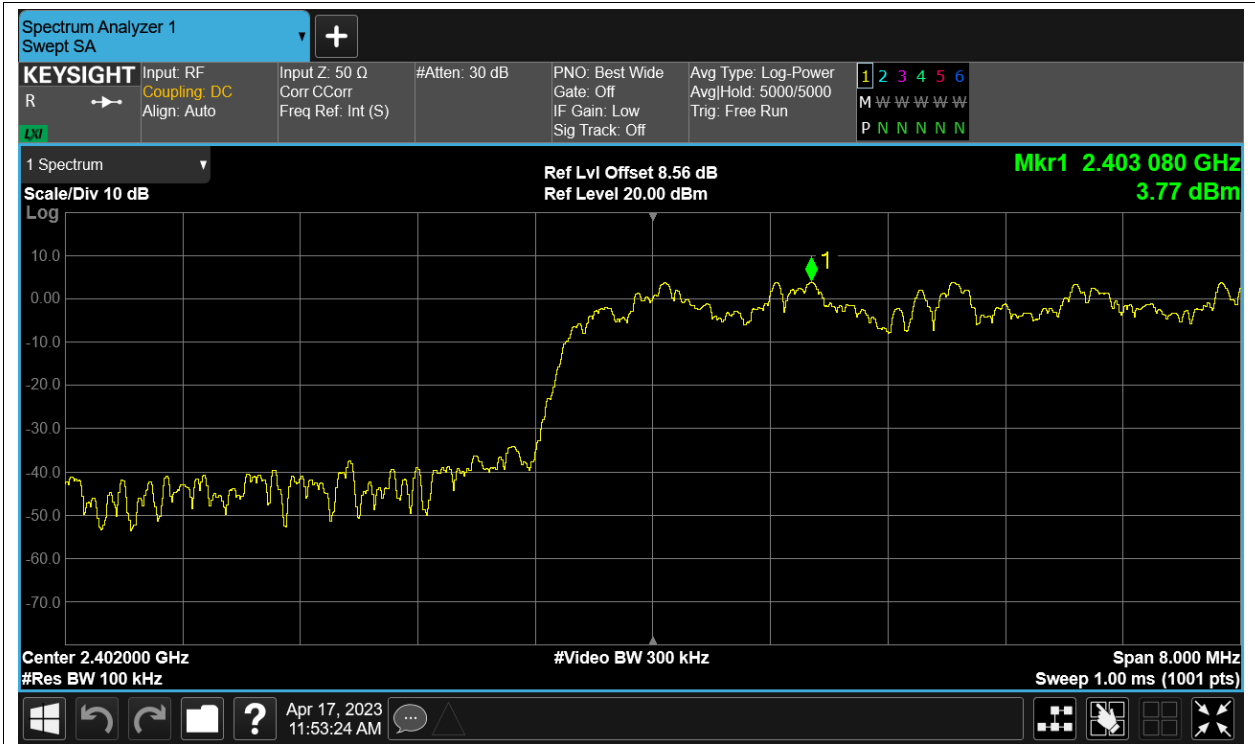 Spectrum Analyzer 1
Swept SA
KEYSIGHT
R
LXI
Input: RF
Coupling: DC
Align: Auto
Input Z: 50 Ω
Corr CCorr
Freq Ref: Int (S)
#Atten: 30 dB
PNO: Best Wide
Gate: Off
IF Gain: Low
Sig Track: Off
Avg Type: Log-Power
Avg|Hold: 5000/5000
Trig: Free Run
1 2 3 4 5 6
M W W W W W
P N N N N N
1 Spectrum
Scale/Div 10 dB
Log
Ref Lvl Offset 8.56 dB
Ref Level 20.00 dBm
Mkr1 2.403 080 GHz
3.77 dBm
1
10.0
0.00
-10.0
-20.0
-30.0
-40.0
-50.0
-60.0
-70.0
Center 2.402000 GHz
#Video BW 300 kHz
Span 8.000 MHz
#Res BW 100 kHz
Sweep 1.00 ms (1001 pts)
?
Apr 17, 2023
11:53:24 AM